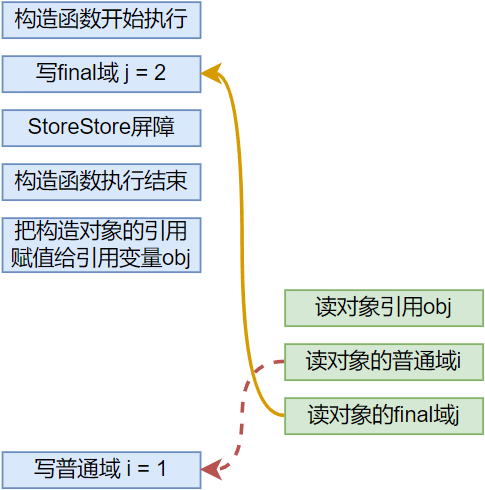 构造函数开始执行
写final域 j = 2
StoreStore屏障
构造函数执行结束
把构造对象的引用
赋值给引用变量obj
读对象引用obj
读对象的普通域i
读对象的final域j
写普通域 i = 1